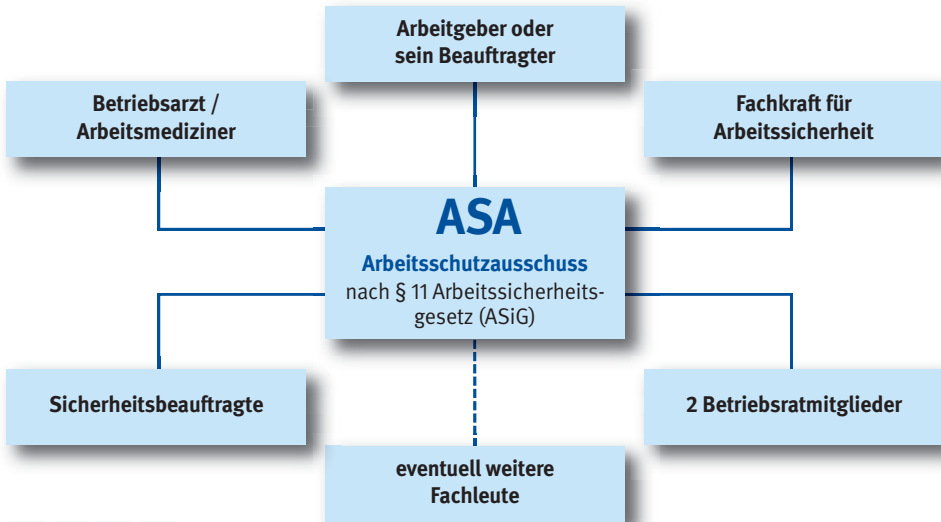 Arbeitgeber oder
sein Beauftragter
Betriebsarzt /
Arbeitsmediziner
Fachkraft für
Arbeitssicherheit
ASA
Arbeitsschutzausschuss
nach § 11 Arbeitssicherheits-
gesetz (ASiG)
Sicherheitsbeauftragte
2 Betriebsratmitglieder
eventuell weitere
Fachleute